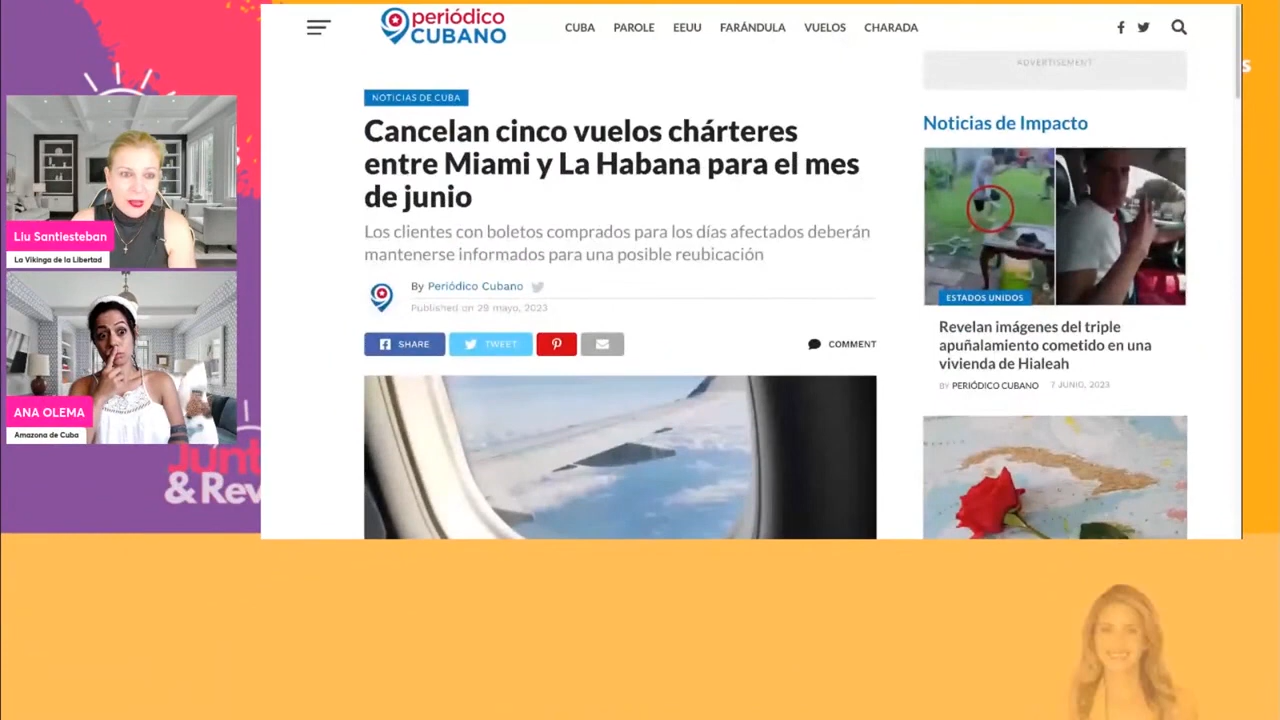 periódico
CUBANO
CUBA
PAROLE
EEUU
FARÁNDULA
VUELOS
CHARADA
ADVERTISEMENT
NOTICIAS DE CUBA
Cancelan cinco vuelos chárteres
entre Miami y La Habana para el mes
de junio
Los clientes con boletos comprados para los días afectados deberán
mantenerse informados para una posible reubicación
By Periódico Cubano
Published on 29 mayo, 2023
SHARE
TWEET
COMMENT
Noticias de Impacto
ESTADOS UNIDOS
Revelan imágenes del triple
apuñalamiento cometido en una
vivienda de Hialeah
BY PERIÓDICO CUBANO 7 JUNIO, 2023
Liu Santiesteban
La Vikinga de la Libertad
ANA OLEMA
Amazona de Cuba
Junt
& Rev
s